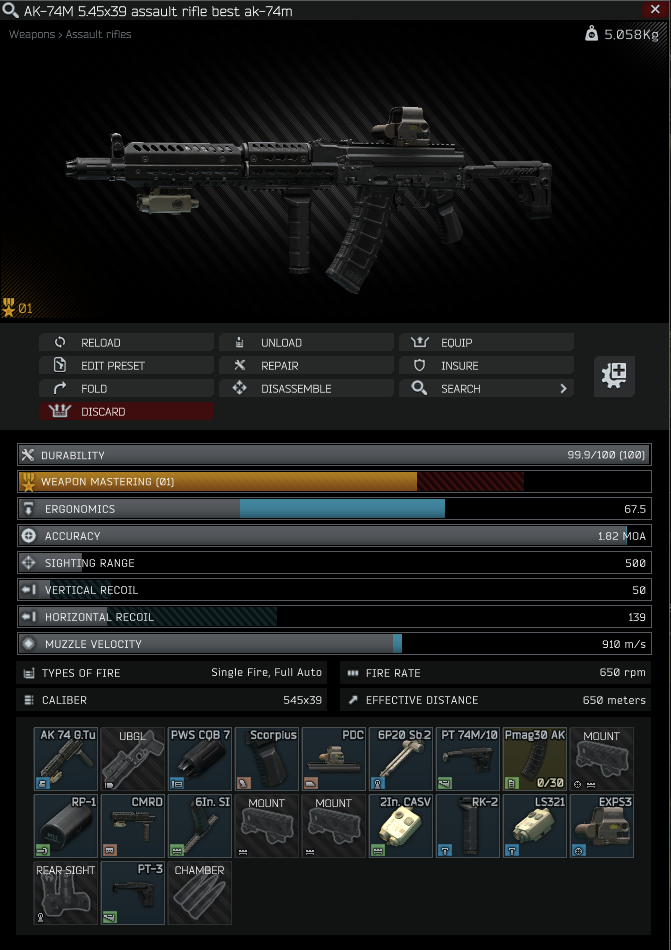 AK-74M 5.45x39 assault rifle best ak-74m
Weapons > Assault rifles
5.058Kg
01
RELOAD
UNLOAD
EQUIP
EDIT PRESET
REPAIR
INSURE
FOLD
DISASSEMBLE
SEARCH
DISCARD
DURABILITY 99.9/100 (100)
WEAPON MASTERING (01)
ERGONOMICS 67.5
ACCURACY 1.82 MOA
SIGHTING RANGE 500
VERTICAL RECOIL 50
HORIZONTAL RECOIL 139
MUZZLE VELOCITY 910 m/s
TYPES OF FIRE Single Fire, Full Auto
FIRE RATE 650 rpm
CALIBER 545x39
EFFECTIVE DISTANCE 650 meters
AK 74 G.Tu
UBGL
PWS CQB 7
Scorpius
PDC
6P20 Sb.2
PT 74M/10
Pmag30 AK
0/30
MOUNT
RP-1
CMRD
6In. SI
MOUNT
MOUNT
2In. CASV
RK-2
LS321
EXPS3
REAR SIGHT
PT-3
CHAMBER